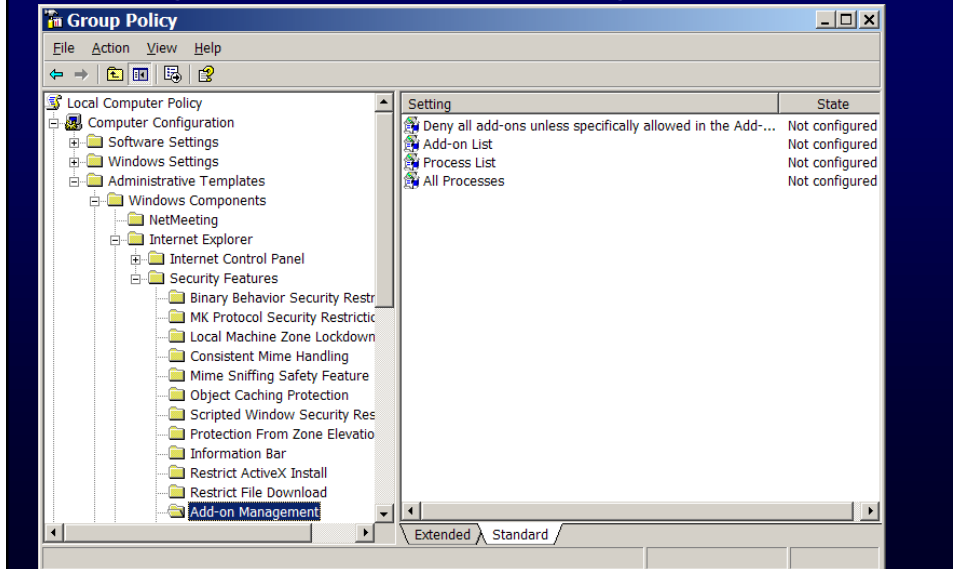 Group Policy
File Action View Help
Local Computer Policy
Computer Configuration
Software Settings
Windows Settings
Administrative Templates
Windows Components
NetMeeting
Internet Explorer
Internet Control Panel
Security Features
Binary Behavior Security Restr
MK Protocol Security Restrictic
Local Machine Zone Lockdown
Consistent Mime Handling
Mime Sniffing Safety Feature
Object Caching Protection
Scripted Window Security Res
Protection From Zone Elevatio
Information Bar
Restrict ActiveX Install
Restrict File Download
Add-on Management
Setting State
Deny all add-ons unless specifically allowed in the Add-... Not configured
Add-on List Not configured
Process List Not configured
All Processes Not configured
Extended Standard